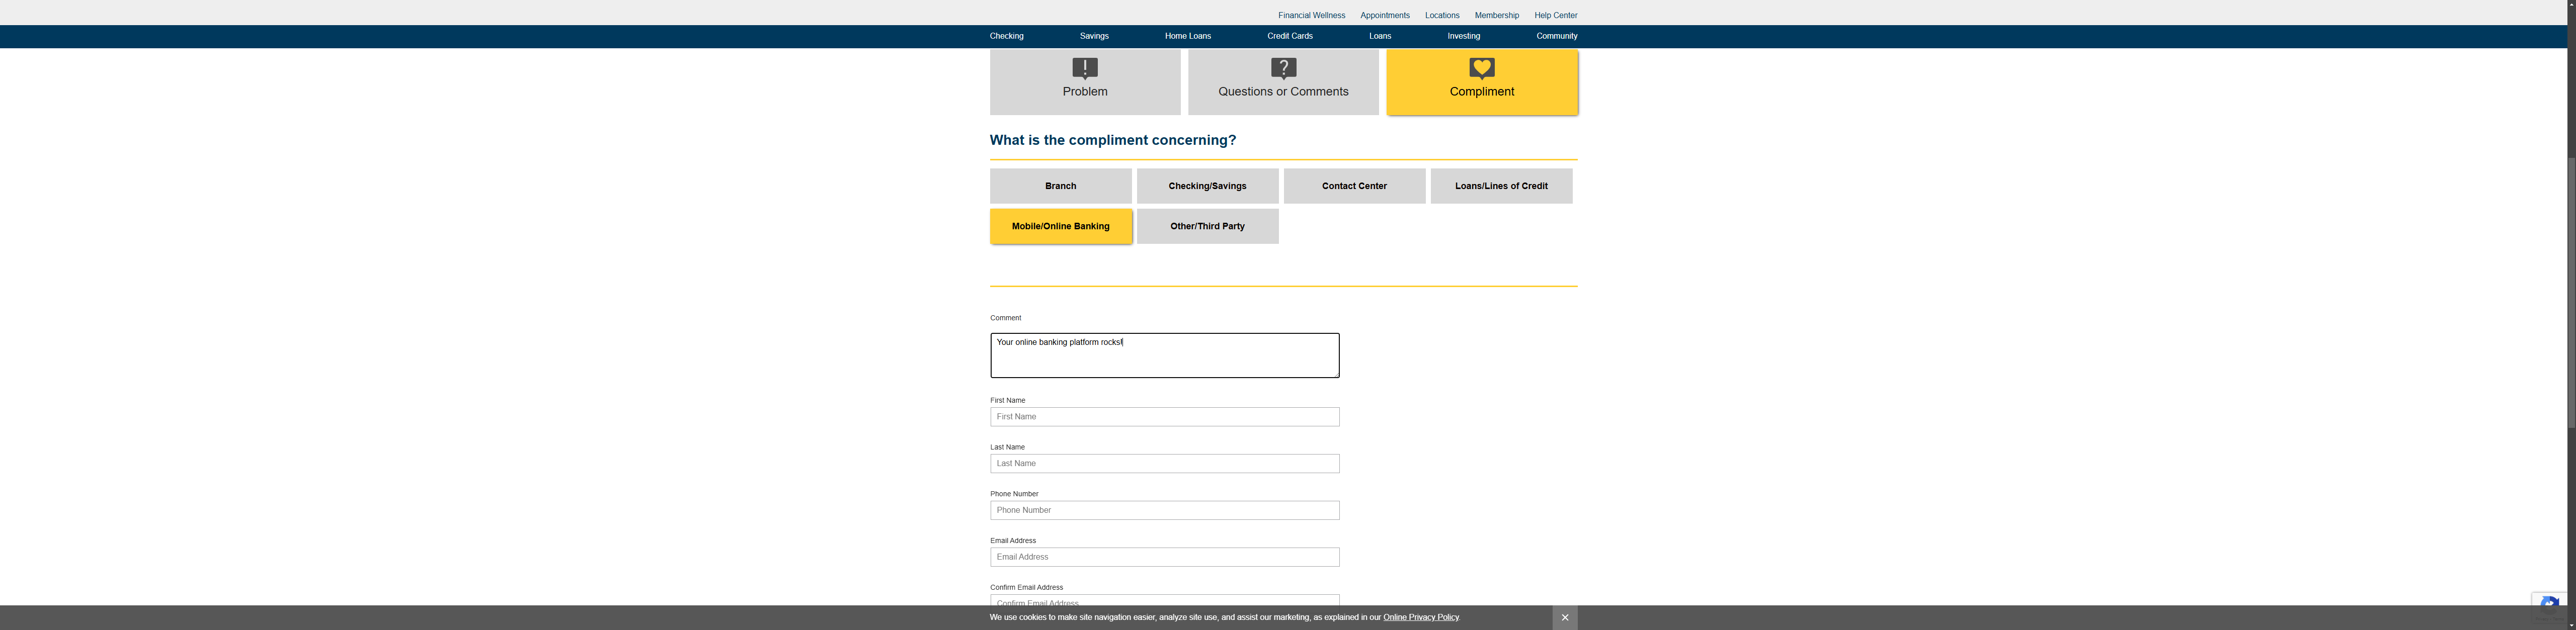 Financial Wellness Appointments Locations Membership Help Center
Checking Savings Home Loans Credit Cards Loans Investing Community
Problem Questions or Comments Compliment
What is the compliment concerning?
Branch Checking/Savings Contact Center Loans/Lines of Credit
Mobile/Online Banking Other/Third Party
Comment
Your online banking platform rocks!
First Name
First Name
Last Name
Last Name
Phone Number
Phone Number
Email Address
Email Address
Confirm Email Address
Confirm Email Address
We use cookies to make site navigation easier, analyze site use, and assist our marketing, as explained in our Online Privacy Policy.